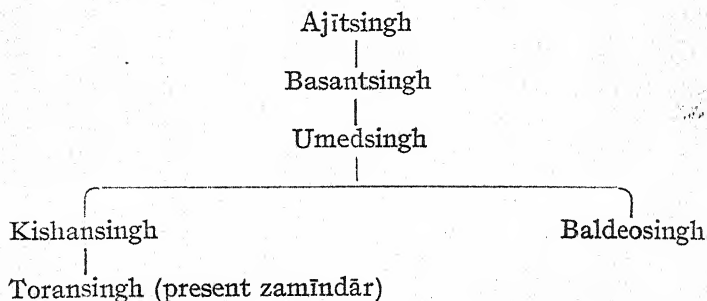 Ajītsingh
Basantsingh
Umedsingh
Kishansingh Baldeosingh
Toransingh (present zamīndār)